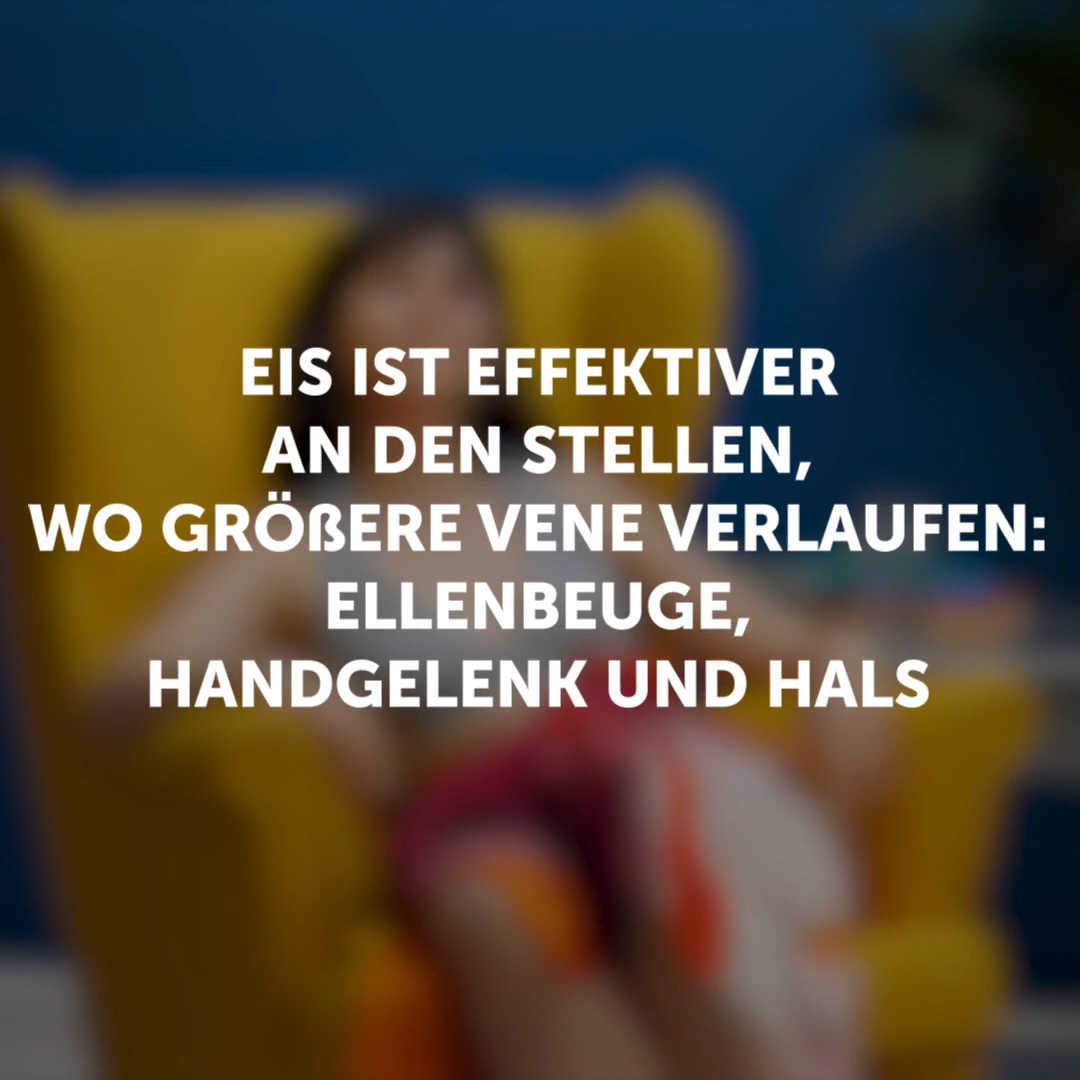 EIS IST EFFEKTIVER
AN DEN STELLEN,
WO GRÖßERE VENE VERLAUFEN:
ELLENBEUGE,
HANDGELENK UND HALS